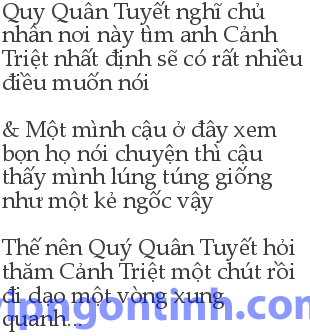 Quy Quân Tuyết nghĩ chủ
nhân nơi này tìm anh Cảnh
Triệt nhất định sẽ có rất nhiều
điều muốn nói
& Một mình cậu ở đây xem
bọn họ nói chuyện thì cậu
thấy mình lúng túng giống
như một kẻ ngốc vậy
Thế nên Quý Quân Tuyết hỏi
thăm Cảnh Triệt một chút rồi
đi dạo một vòng xung
quanh...
vipngontinh.com